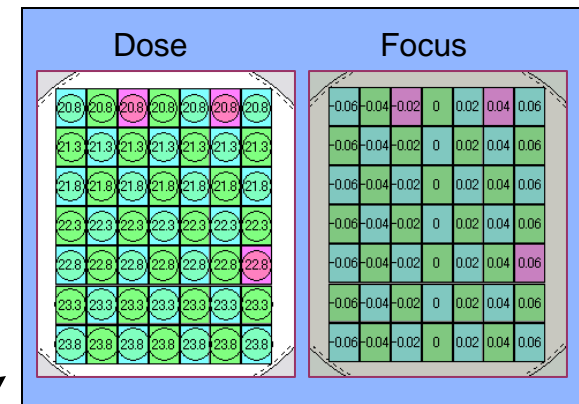 Dose Focus
20.8 20.8 20.8 20.8 20.8 20.8 20.8 -0.06 -0.04 -0.02 0 0.02 0.04 0.06
21.3 21.3 21.3 21.3 21.3 21.3 21.3 -0.06 -0.04 -0.02 0 0.02 0.04 0.06
21.8 21.8 21.8 21.8 21.8 21.8 21.8 -0.06 -0.04 -0.02 0 0.02 0.04 0.06
22.3 22.3 22.3 22.3 22.3 22.3 22.3 -0.06 -0.04 -0.02 0 0.02 0.04 0.06
22.8 22.8 22.8 22.8 22.8 22.8 22.8 -0.06 -0.04 -0.02 0 0.02 0.04 0.06
23.3 23.3 23.3 23.3 23.3 23.3 23.3 -0.06 -0.04 -0.02 0 0.02 0.04 0.06
23.8 23.8 23.8 23.8 23.8 23.8 23.8 -0.06 -0.04 -0.02 0 0.02 0.04 0.06